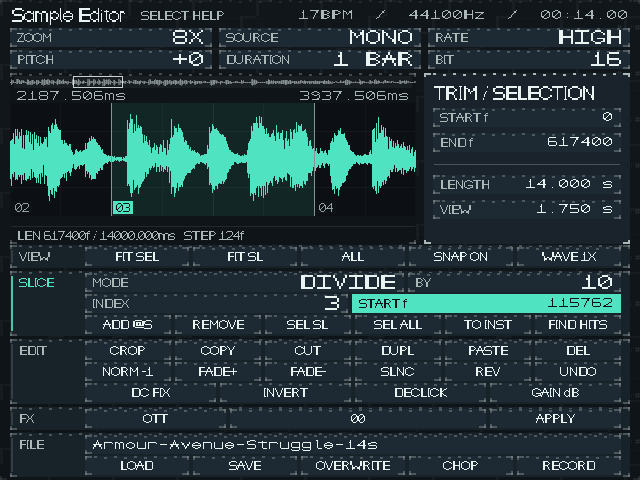 Sample Editor SELECT HELP 17BPM / 44100Hz / 00:14.00
ZOOM 8X SOURCE MONO RATE HIGH
PITCH +0 DURATION 1 BAR BIT 16
2187.506ms 3937.506ms
TRIM / SELECTION
START f 0
END f 617400
LENGTH 14.000 s
VIEW 1.750 s
02 03 04
LEN 617400f / 14000.000ms STEP 124f
VIEW FIT SEL FIT SL ALL SNAP ON WAVE 1X
SLICE MODE DIVIDE BY 10
INDEX 3 START f 115762
ADD @S REMOVE SEL SL SEL ALL TO INST FIND HITS
EDIT CROP COPY CUT DUPL PASTE DEL
NORM -1 FADE+ FADE- SLNC REV UNDO
DC FIX INVERT DECLICK GAIN dB
FX OTT 00 APPLY
FILE Armour-Avenue-Struggle-14s
LOAD SAVE OVERWRITE CHOP RECORD